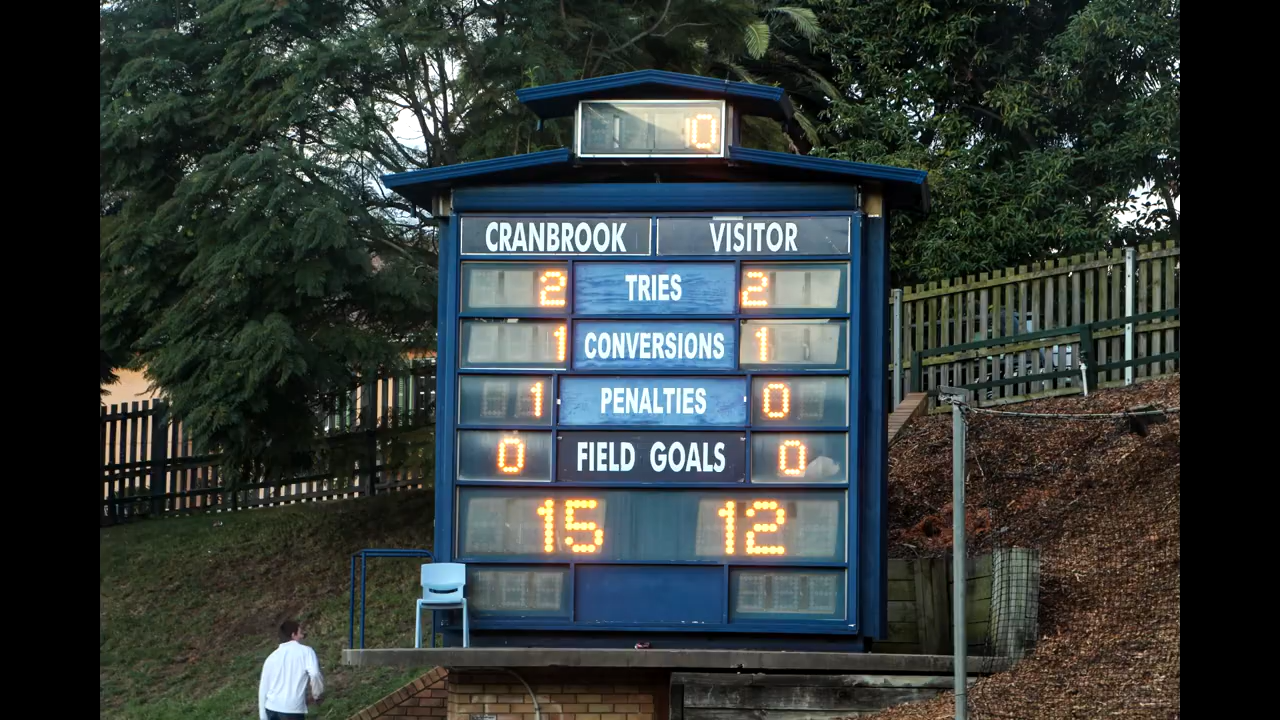 10
CRANBROOK VISITOR
2 TRIES 2
1 CONVERSIONS 1
1 PENALTIES 0
0 FIELD GOALS 0
15 12